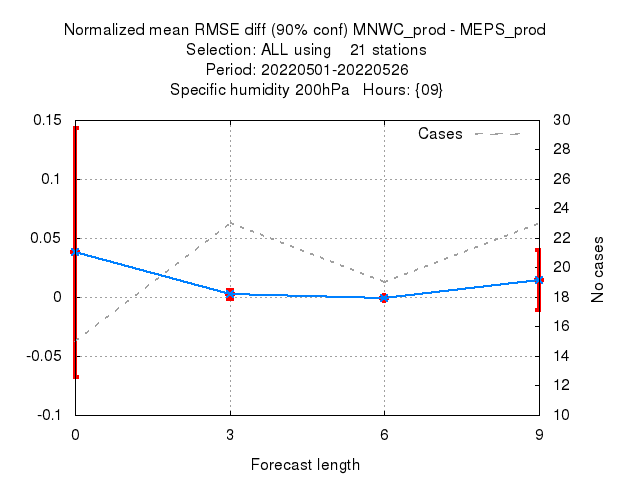 Normalized mean RMSE diff (90% conf) MNWC_prod - MEPS_prod
Selection: ALL using    21 stations
Period: 20220501-20220526
Specific humidity 200hPa   Hours: {09}
0.15
0.1
0.05
0
-0.05
-0.1
30
28
26
24
22
20
18
16
14
12
10
Cases
No cases
0 3 6 9
Forecast length